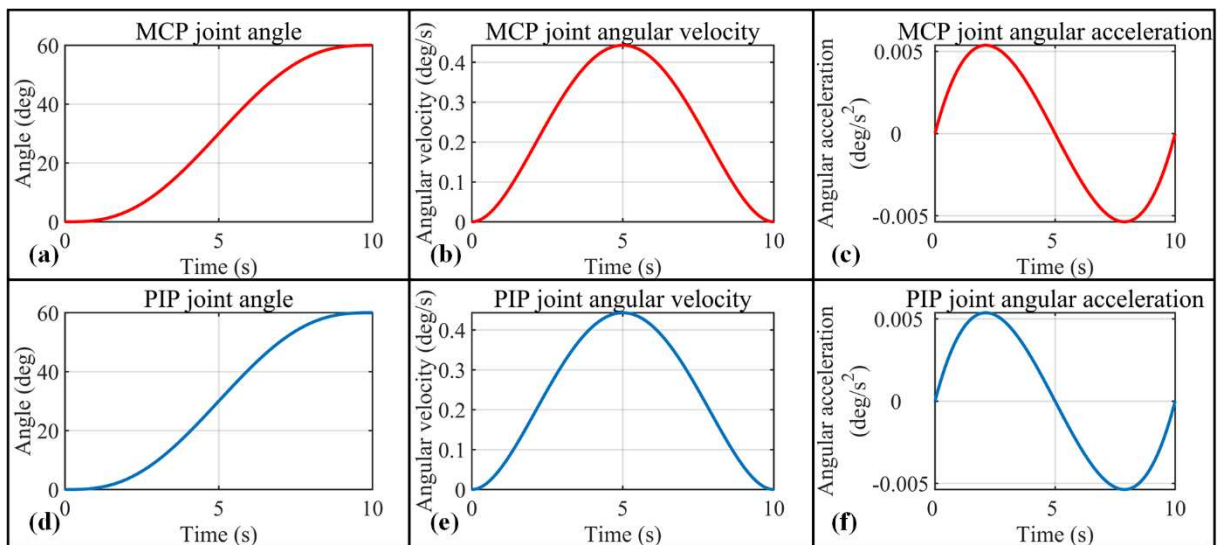 MCP joint angle
60
40
20
0
Angle (deg)
0 5 10
Time (s)
(a)
MCP joint angular velocity
0.4
0.3
0.2
0.1
0
Angular velocity (deg/s)
0 5 10
Time (s)
(b)
MCP joint angular acceleration
0.005
0
-0.005
Angular acceleration
(deg/s²)
0 5 10
Time (s)
(c)
PIP joint angle
60
40
20
0
Angle (deg)
0 5 10
Time (s)
(d)
PIP joint angular velocity
0.4
0.3
0.2
0.1
0
Angular velocity (deg/s)
0 5 10
Time (s)
(e)
PIP joint angular acceleration
0.005
0
-0.005
Angular acceleration
(deg/s²)
0 5 10
Time (s)
(f)